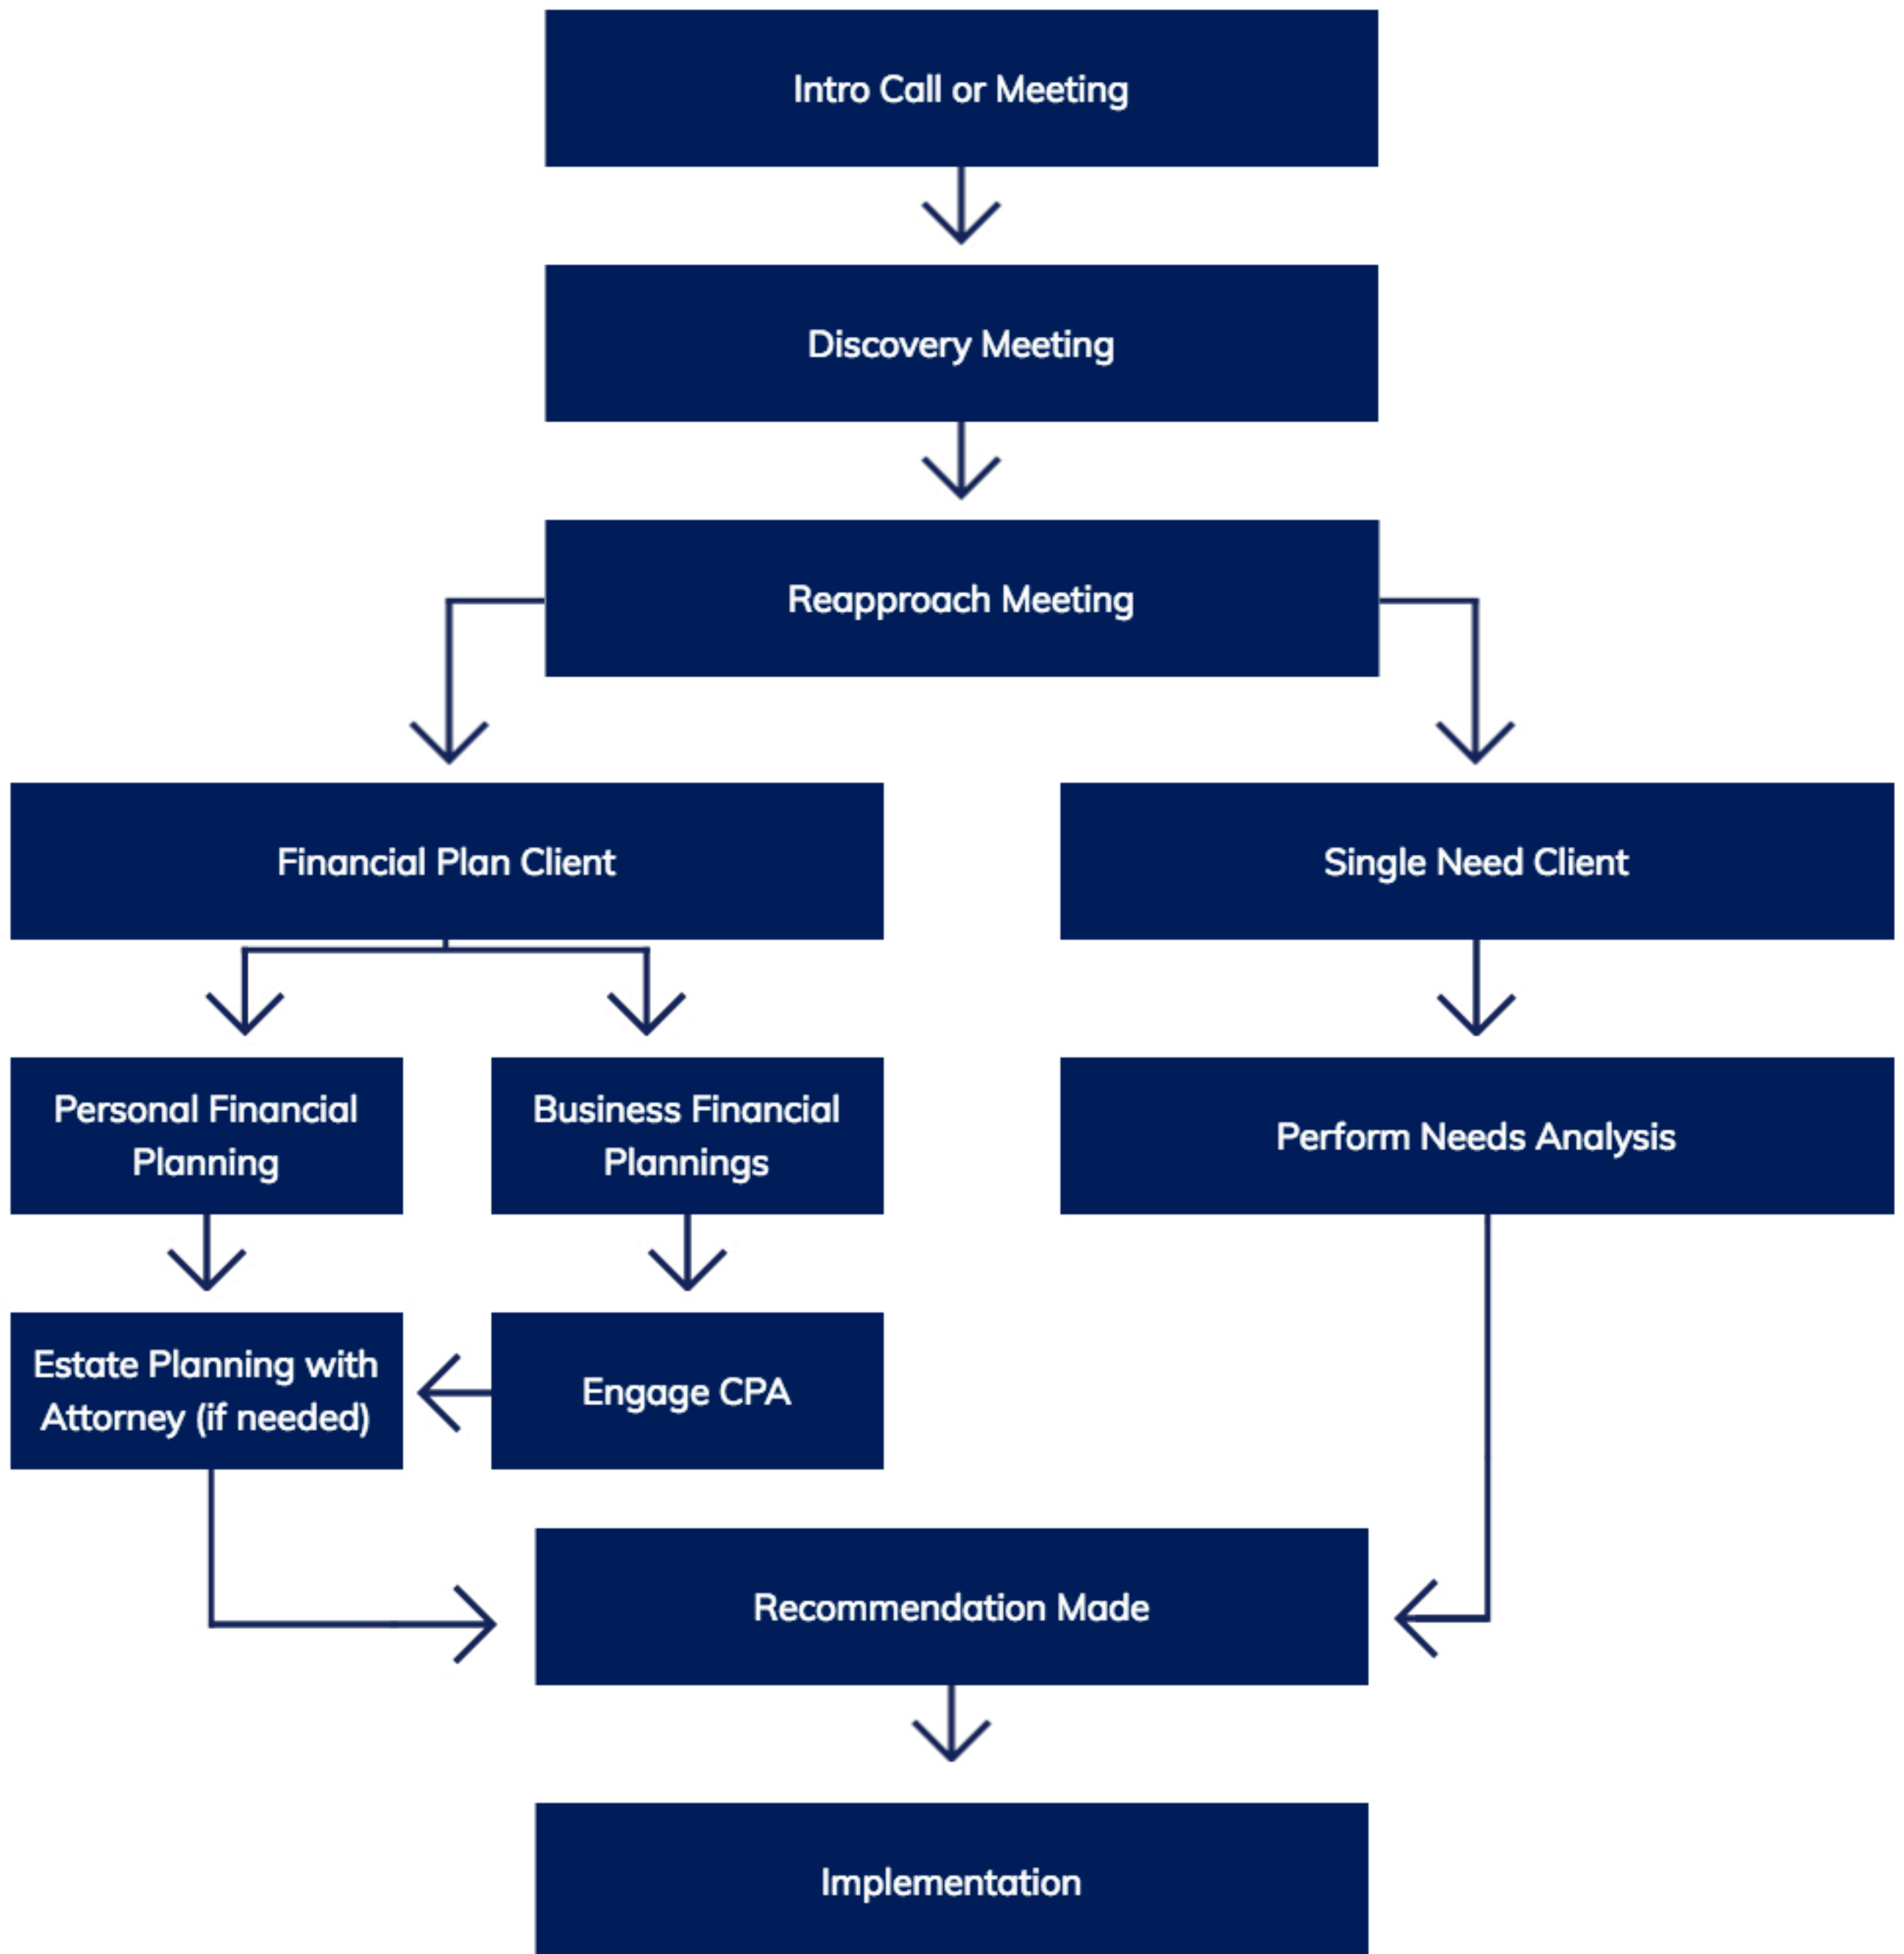 Intro Call or Meeting
Discovery Meeting
Reapproach Meeting
Financial Plan Client
Single Need Client
Personal Financial
Planning
Business Financial
Plannings
Perform Needs Analysis
Estate Planning with
Attorney (if needed)
Engage CPA
Recommendation Made
Implementation